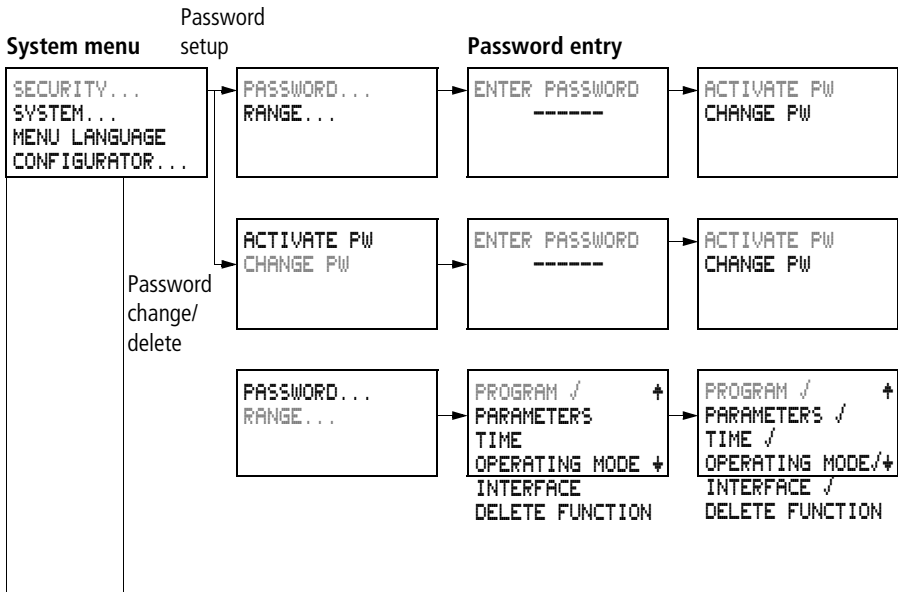 Password
setup
System menu
Password entry
SECURITY...
SYSTEM...
MENU LANGUAGE
CONFIGURATOR...
PASSWORD...
RANGE...
ENTER PASSWORD
------
ACTIVATE PW
CHANGE PW
Password
change/
delete
ACTIVATE PW
CHANGE PW
ENTER PASSWORD
------
ACTIVATE PW
CHANGE PW
PASSWORD...
RANGE...
PROGRAM √ ↑
PARAMETERS
TIME
OPERATING MODE ↓
INTERFACE
DELETE FUNCTION
PROGRAM √ ↑
PARAMETERS √
TIME √
OPERATING MODE√↓
INTERFACE √
DELETE FUNCTION